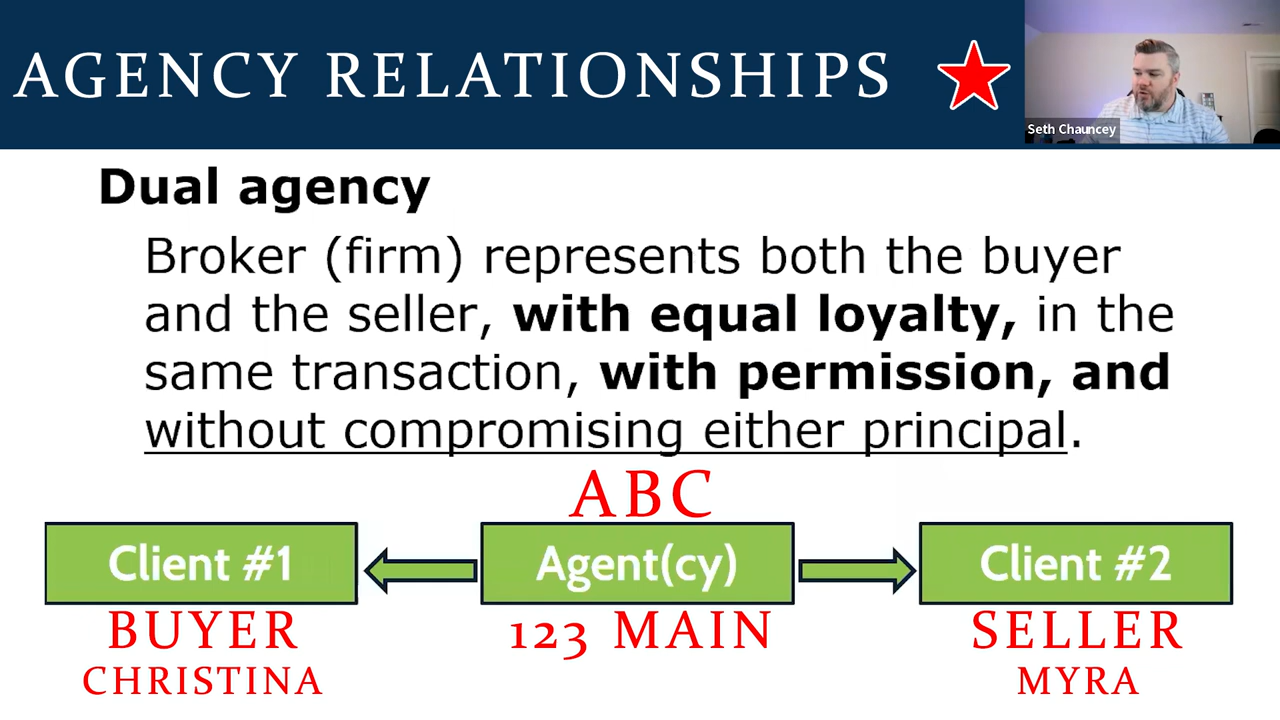 AGENCY RELATIONSHIPS
Seth Chauncey
Dual agency
Broker (firm) represents both the buyer
and the seller, with equal loyalty, in the
same transaction, with permission, and
without compromising either principal.
ABC
Client #1
Agent(cy)
Client #2
BUYER
123 MAIN
SELLER
CHRISTINA
MYRA